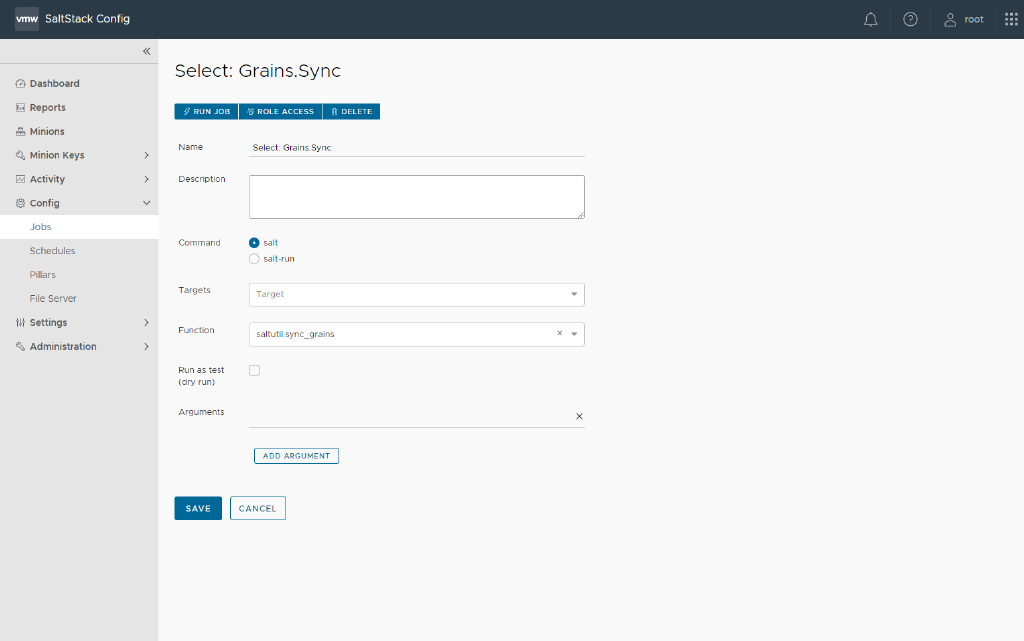 vmw SaltStack Config
root
Dashboard
Reports
Minions
Minion Keys
Activity
Config
Jobs
Schedules
Pillars
File Server
Settings
Administration
Select: Grains.Sync
RUN JOB
ROLE ACCESS
DELETE
Name
Select: Grains.Sync
Description
Command
salt
salt-run
Targets
Target
Function
saltutil.sync_grains
Run as test
(dry run)
Arguments
ADD ARGUMENT
SAVE
CANCEL